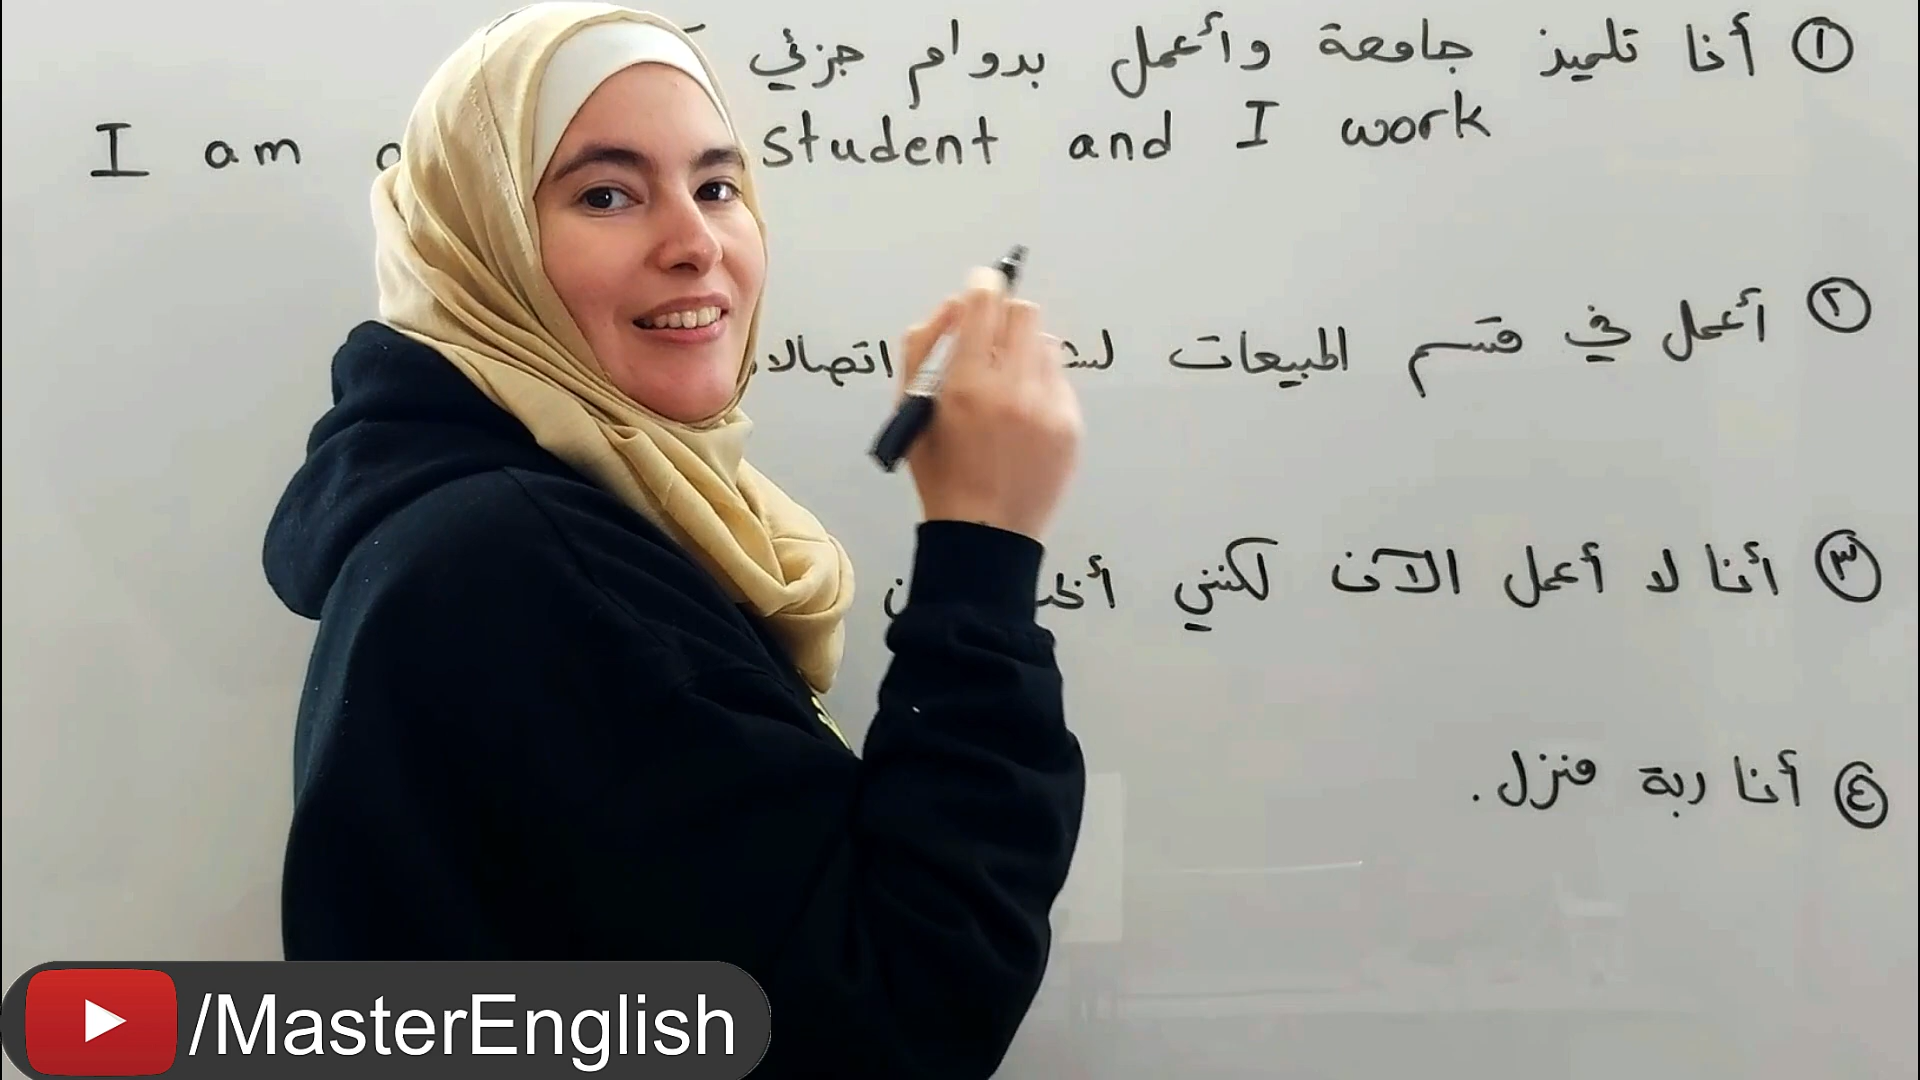 ١ أنا تلميذ جامعة وأعمل بدوام جزئي
I am student and I work
٢ أعمل في قسم المبيعات
٣ أنا لا أعمل الآن لكنني
٤ أنا ربة منزل.
/MasterEnglish